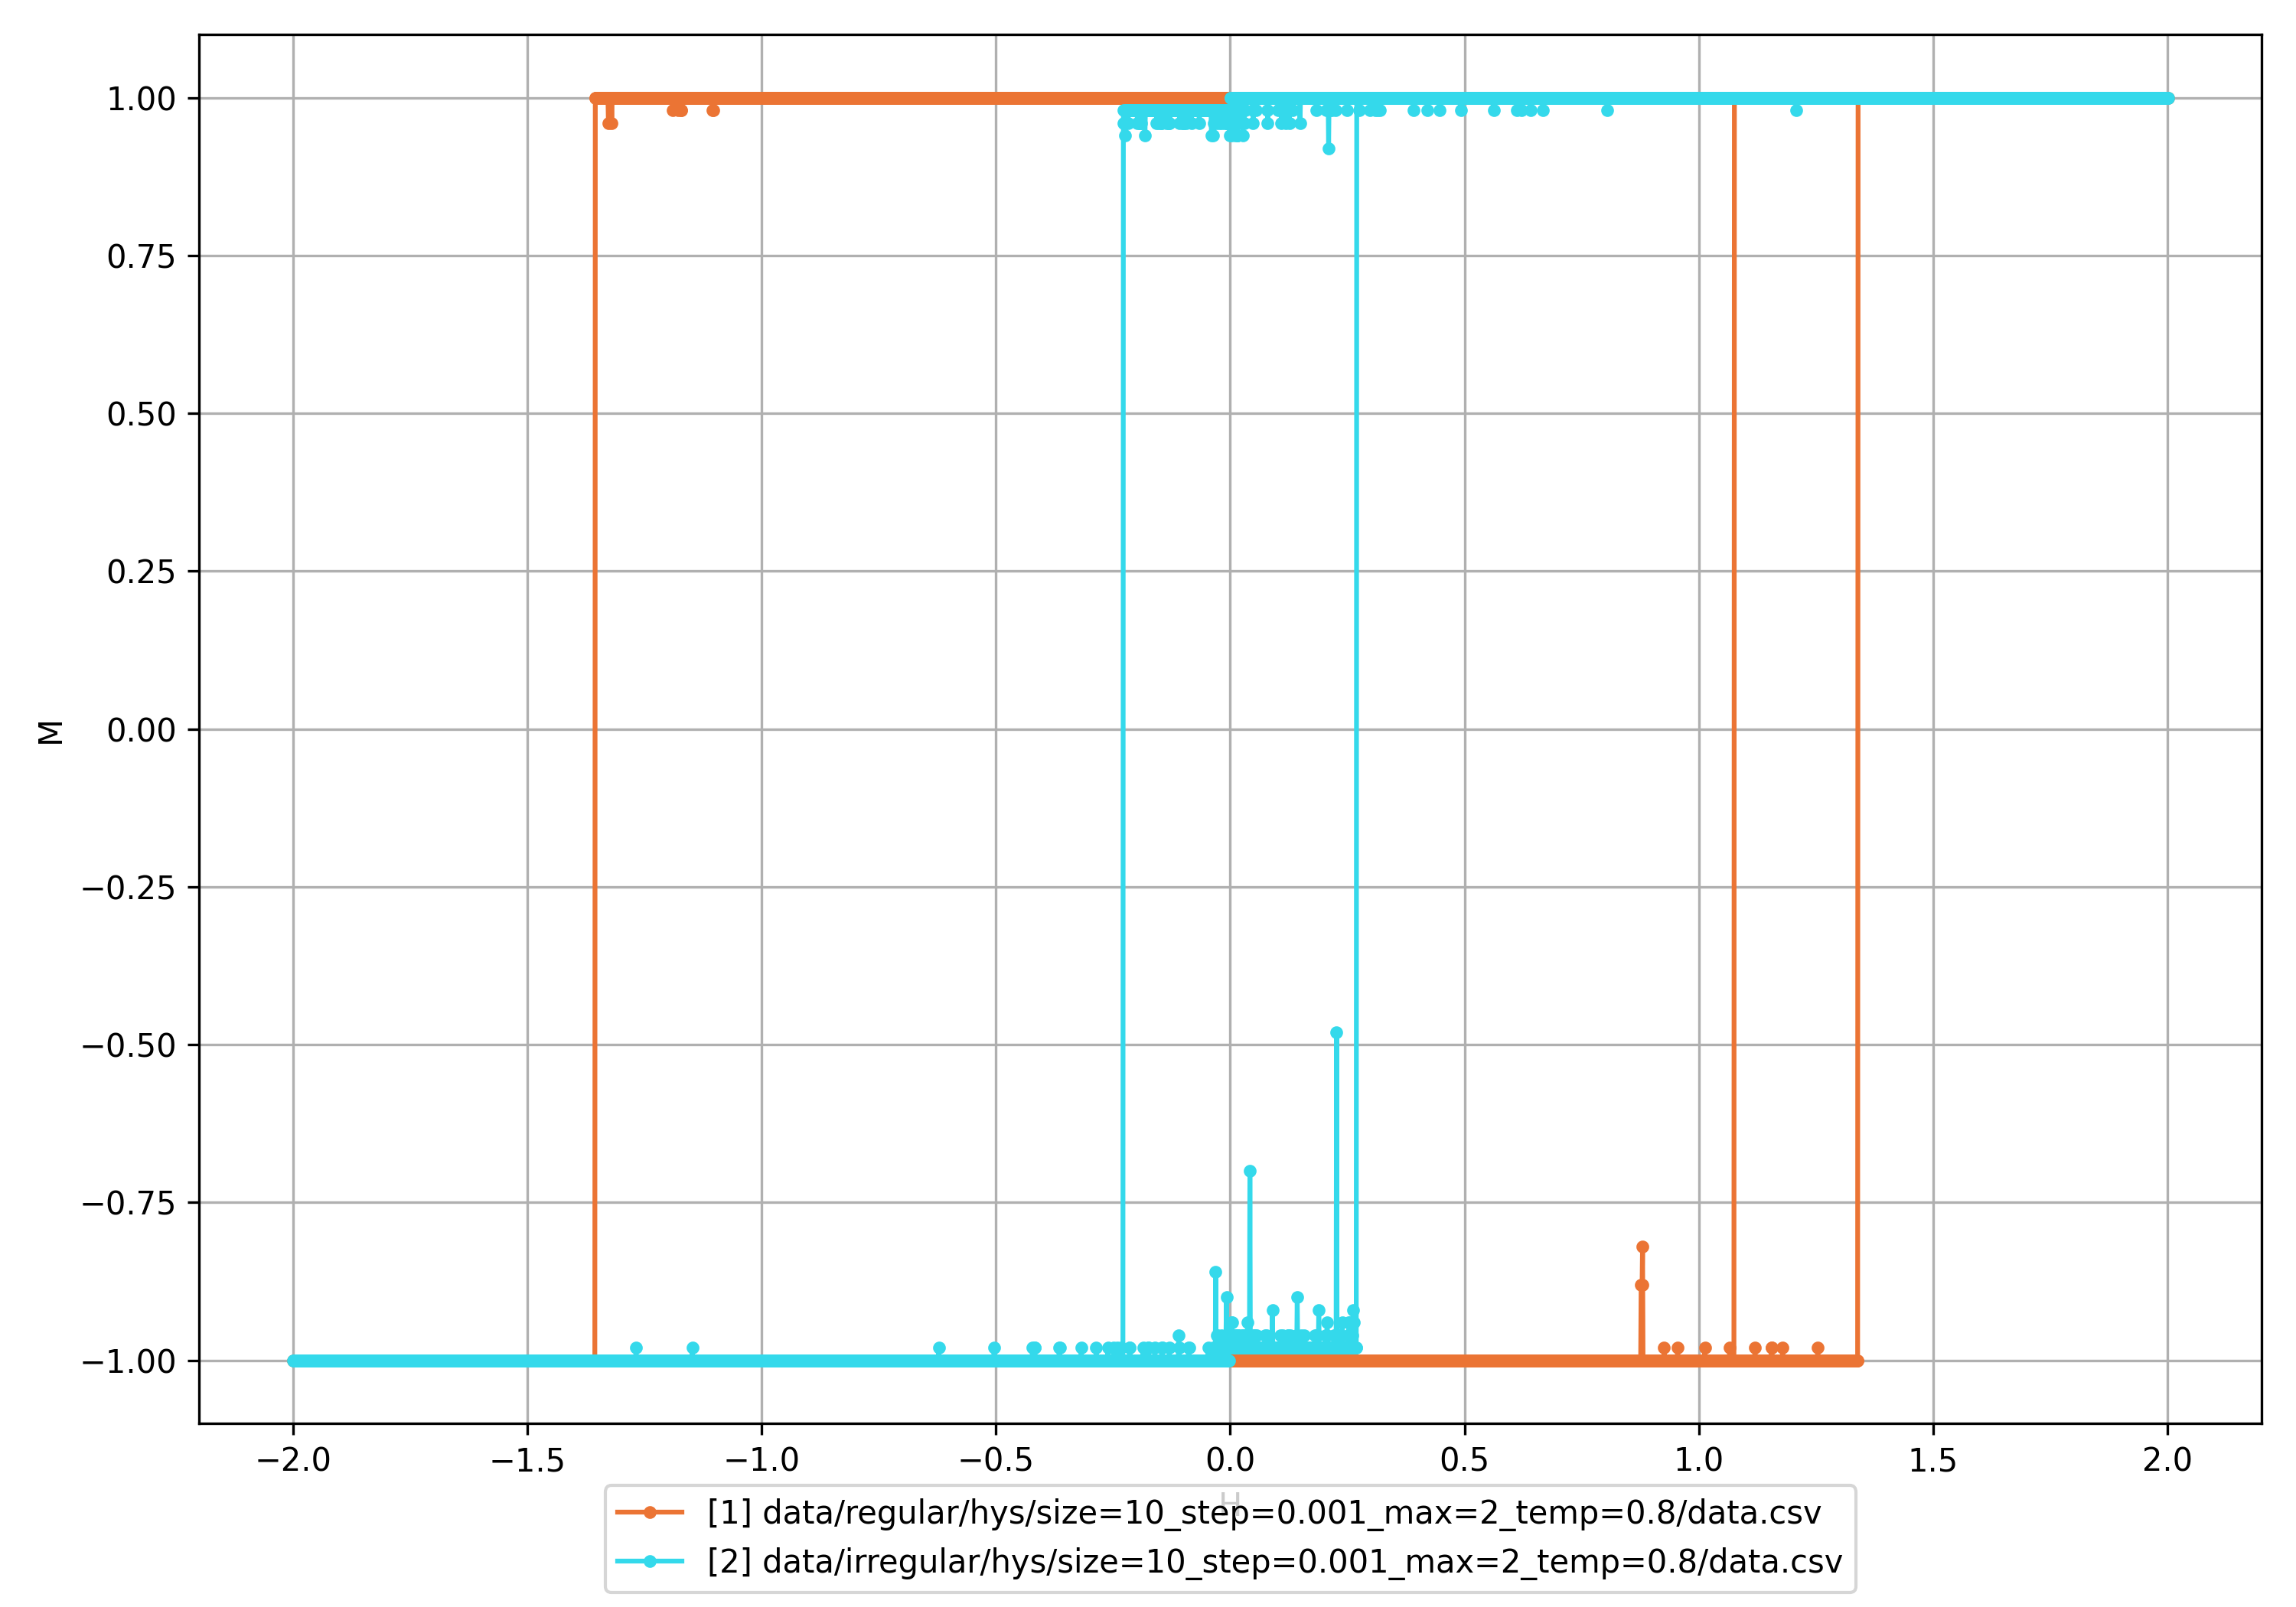 1.00
0.75
0.50
0.25
0.00
−0.25
−0.50
−0.75
−1.00
M
−2.0 −1.5 −1.0 −0.5 0.0 0.5 1.0 1.5 2.0
H
[1] data/regular/hys/size=10_step=0.001_max=2_temp=0.8/data.csv
[2] data/irregular/hys/size=10_step=0.001_max=2_temp=0.8/data.csv